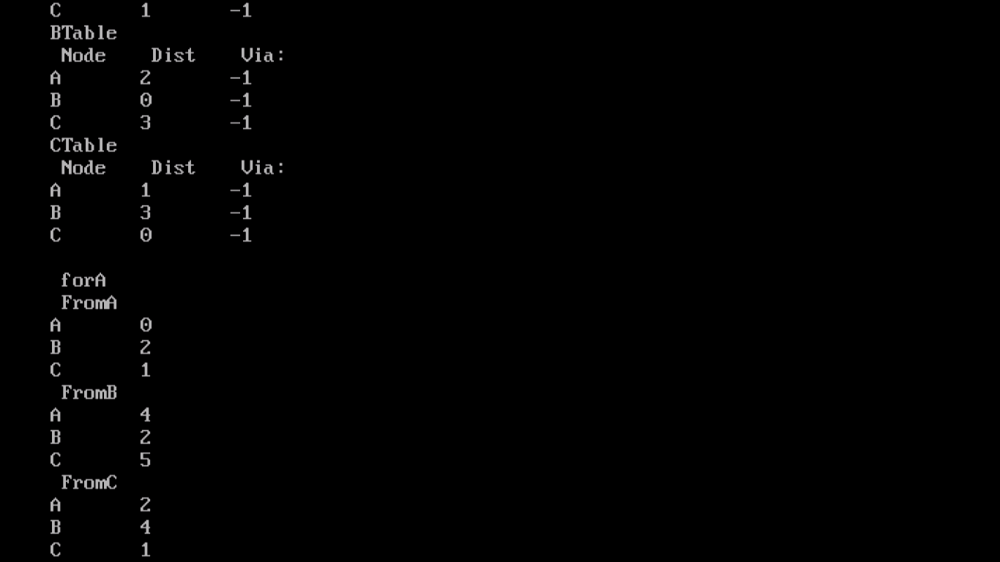 C 1 -1
BTable
Node Dist Via:
A 2 -1
B 0 -1
C 3 -1
CTable
Node Dist Via:
A 1 -1
B 3 -1
C 0 -1
forA
FromA
A 0
B 2
C 1
FromB
A 4
B 2
C 5
FromC
A 2
B 4
C 1